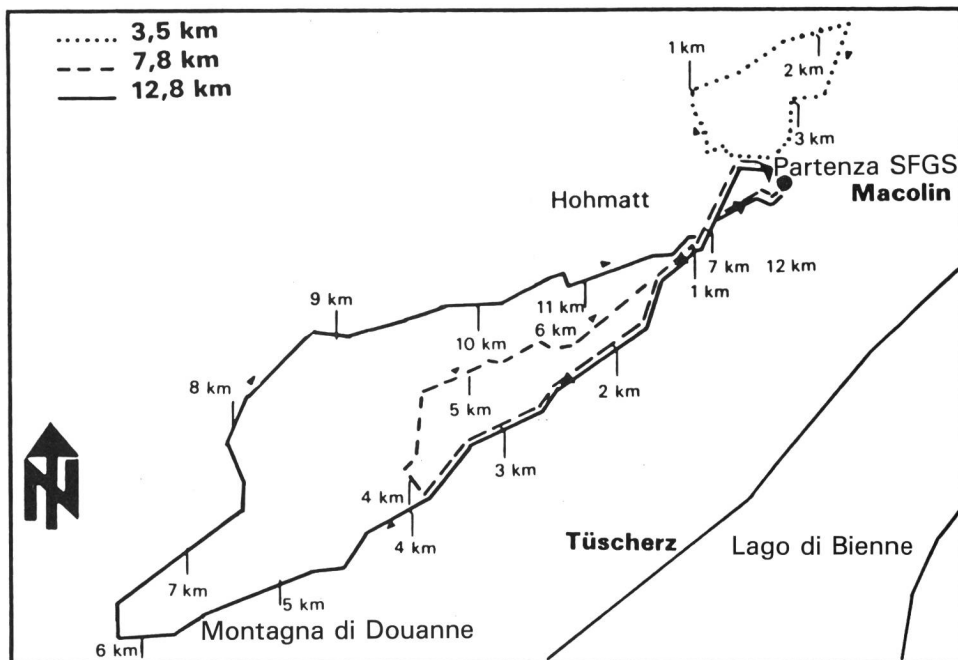 3,5 km
7,8 km
12,8 km
1 km
2 km
3 km
Partenza SFGS
Macolin
Hohmatt
7 km 12 km
1 km
9 km
11 km
6 km
10 km
2 km
8 km
5 km
3 km
4 km
4 km
N
Tüscherz
Lago di Bienne
7 km
5 km
Montagna di Douanne
6 km